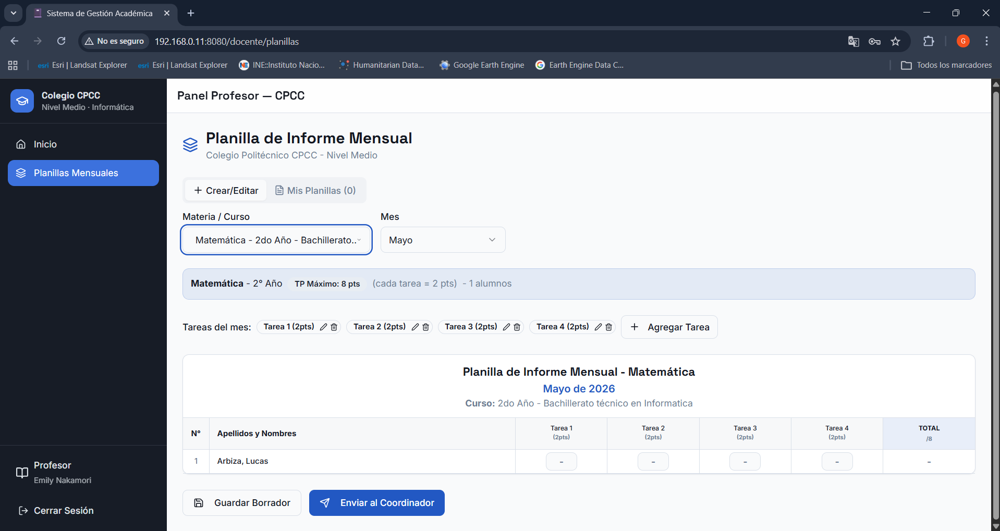 Sistema de Gestión Académica
No es seguro
192.168.0.11:8080/docente/planillas
G
esri Esri | Landsat Explorer
esri Esri | Landsat Explorer
NE INE::Instituto Nacio...
Humanitarian Data...
Google Earth Engine
G Earth Engine Data C...
Todos los marcadores
Colegio CPCC
Nivel Medio · Informática
Inicio
Planillas Mensuales
Profesor
Emily Nakamori
Cerrar Sesión
Panel Profesor — CPCC
Planilla de Informe Mensual
Colegio Politécnico CPCC - Nivel Medio
+ Crear/Editar
Mis Planillas (0)
Materia / Curso
Mes
Matemática - 2do Año - Bachillerato..
Mayo
Matemática - 2° Año TP Máximo: 8 pts (cada tarea = 2 pts) - 1 alumnos
Tareas del mes: Tarea 1 (2pts) Tarea 2 (2pts) Tarea 3 (2pts) Tarea 4 (2pts) + Agregar Tarea
Planilla de Informe Mensual - Matemática
Mayo de 2026
Curso: 2do Año - Bachillerato técnico en Informatica
N° Apellidos y Nombres
Tarea 1
(2pts)
Tarea 2
(2pts)
Tarea 3
(2pts)
Tarea 4
(2pts)
TOTAL
/8
1 Arbiza, Lucas - - - - -
Guardar Borrador
Enviar al Coordinador